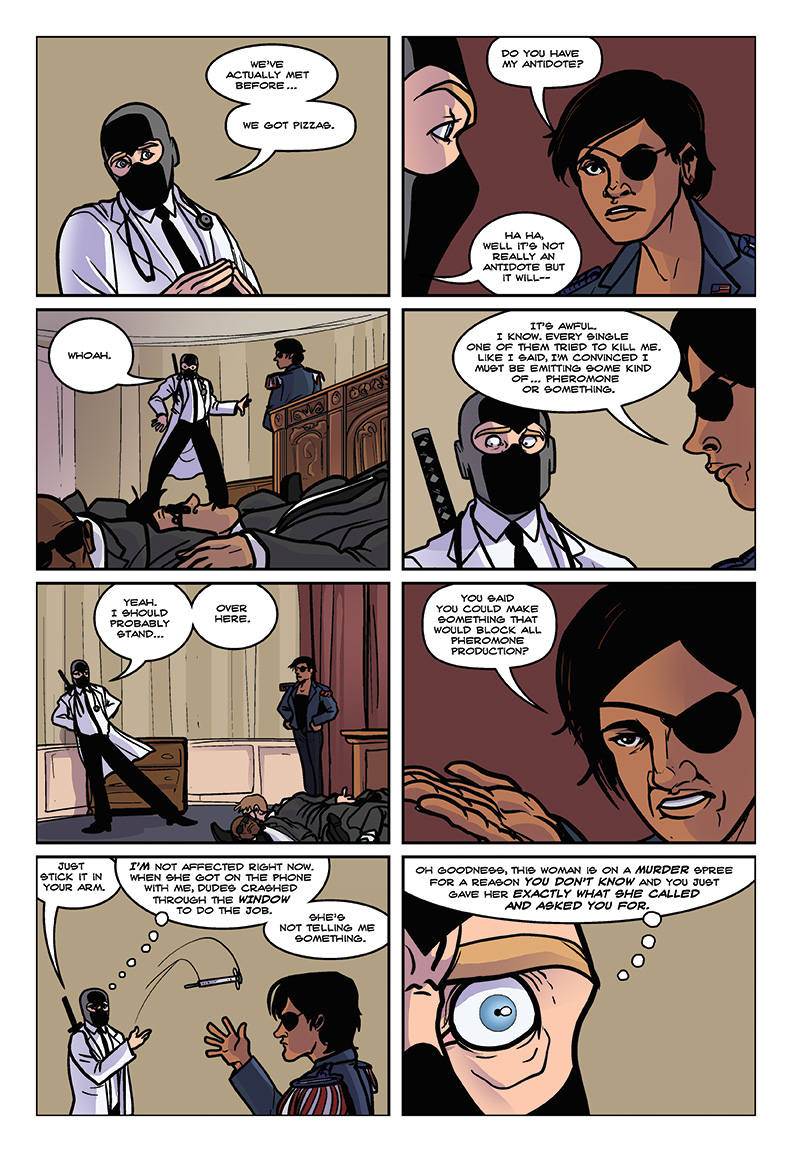 WE'VE
ACTUALLY MET
BEFORE...
WE GOT PIZZAS.
DO YOU HAVE
MY ANTIDOTE?
HA HA,
WELL IT'S NOT
REALLY AN
ANTIDOTE BUT
IT WILL--
WHOAH.
IT'S AWFUL.
I KNOW. EVERY SINGLE
ONE OF THEM TRIED TO KILL ME.
LIKE I SAID, I'M CONVINCED I
MUST BE EMITTING SOME KIND
OF... PHEROMONE
OR SOMETHING.
YEAH.
I SHOULD
PROBABLY
STAND...
OVER
HERE.
YOU SAID
YOU COULD MAKE
SOMETHING THAT
WOULD BLOCK ALL
PHEROMONE
PRODUCTION?
JUST
STICK IT IN
YOUR ARM.
I'M NOT AFFECTED RIGHT NOW.
WHEN SHE GOT ON THE PHONE
WITH ME, DUDES CRASHED
THROUGH THE WINDOW
TO DO THE JOB.
SHE'S
NOT TELLING ME
SOMETHING.
OH GOODNESS, THIS WOMAN IS ON A MURDER SPREE
FOR A REASON YOU DON'T KNOW AND YOU JUST
GAVE HER EXACTLY WHAT SHE CALLED
AND ASKED YOU FOR.